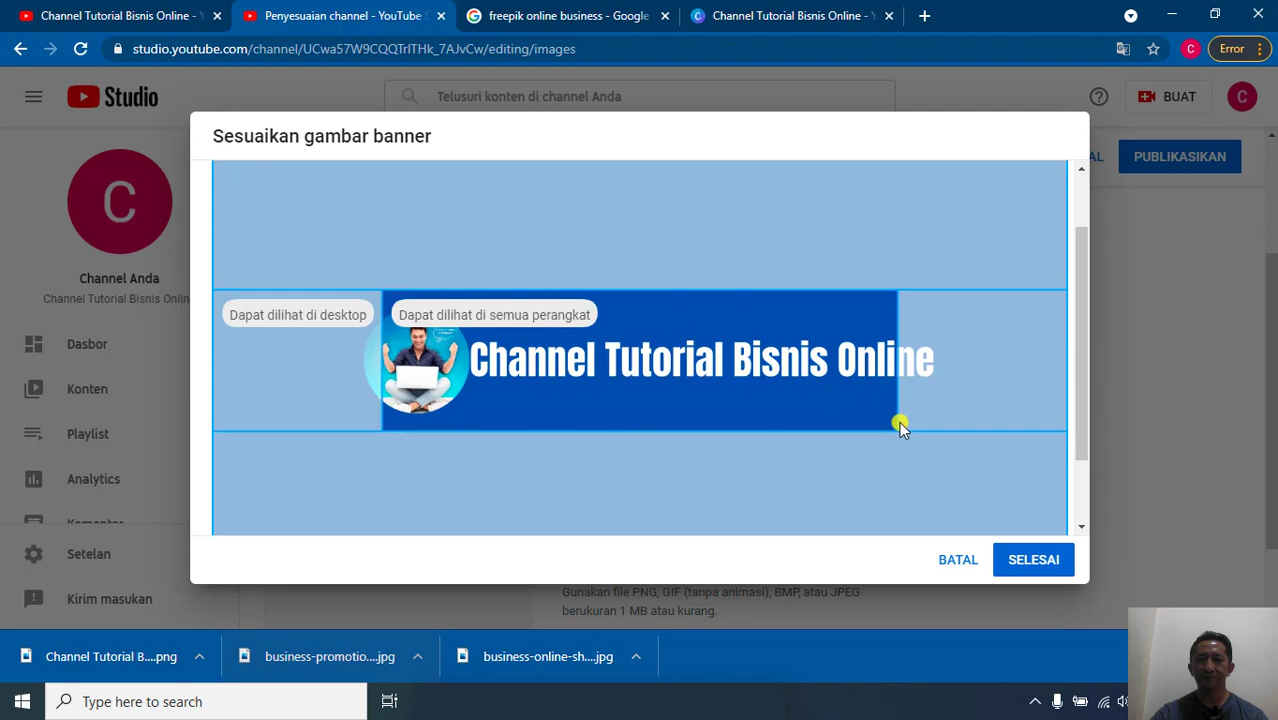 Channel Tutorial Bisnis Online - Y
Penyesuaian channel - YouTube S
freepik online business - Google
Channel Tutorial Bisnis Online - Y
studio.youtube.com/channel/UCwa57W9CQQTrlTHk_7AJvCw/editing/images
C
Error
Studio
Telusuri konten di channel Anda
BUAT
C
Sesuaikan gambar banner
AL
PUBLIKASIKAN
C
Channel Anda
Channel Tutorial Bisnis Onlin
Dapat dilihat di desktop
Dapat dilihat di semua perangkat
Channel Tutorial Bisnis Online
Dasbor
Konten
Playlist
Analytics
Komentar
Setelan
Kirim masukan
BATAL
SELESAI
Gunakan file PNG, GIF (tanpa animasi), BMP, atau JPEG
berukuran 1 MB atau kurang.
Channel Tutorial B....png
business-promotio....jpg
business-online-sh....jpg
Type here to search